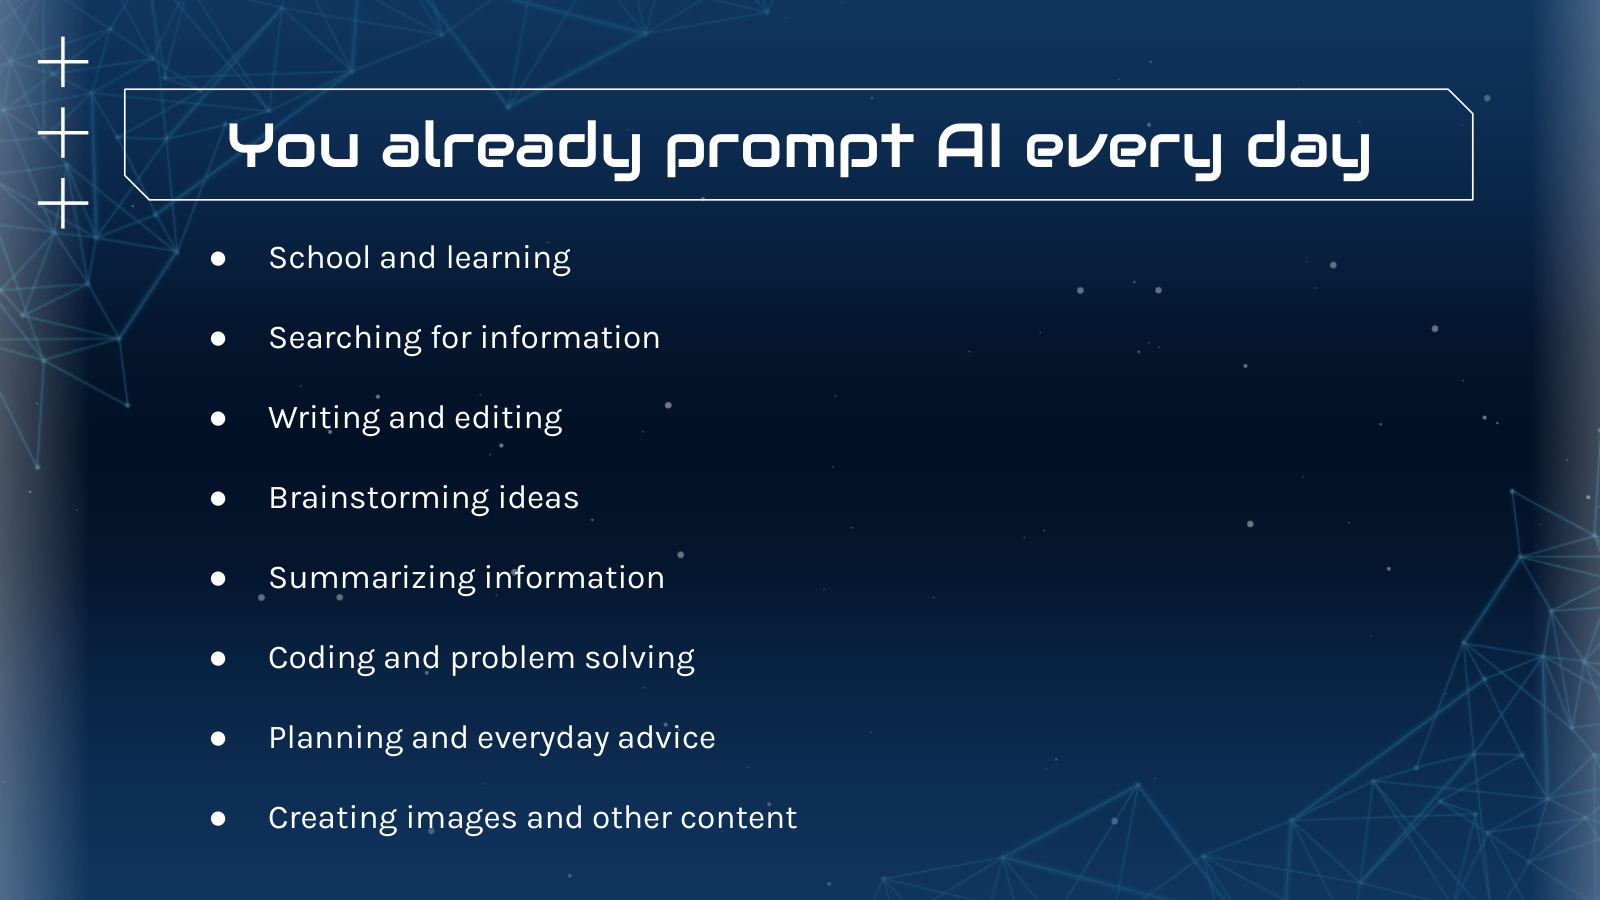 You already prompt AI every day
● School and learning
● Searching for information
● Writing and editing
● Brainstorming ideas
● Summarizing information
● Coding and problem solving
● Planning and everyday advice
● Creating images and other content